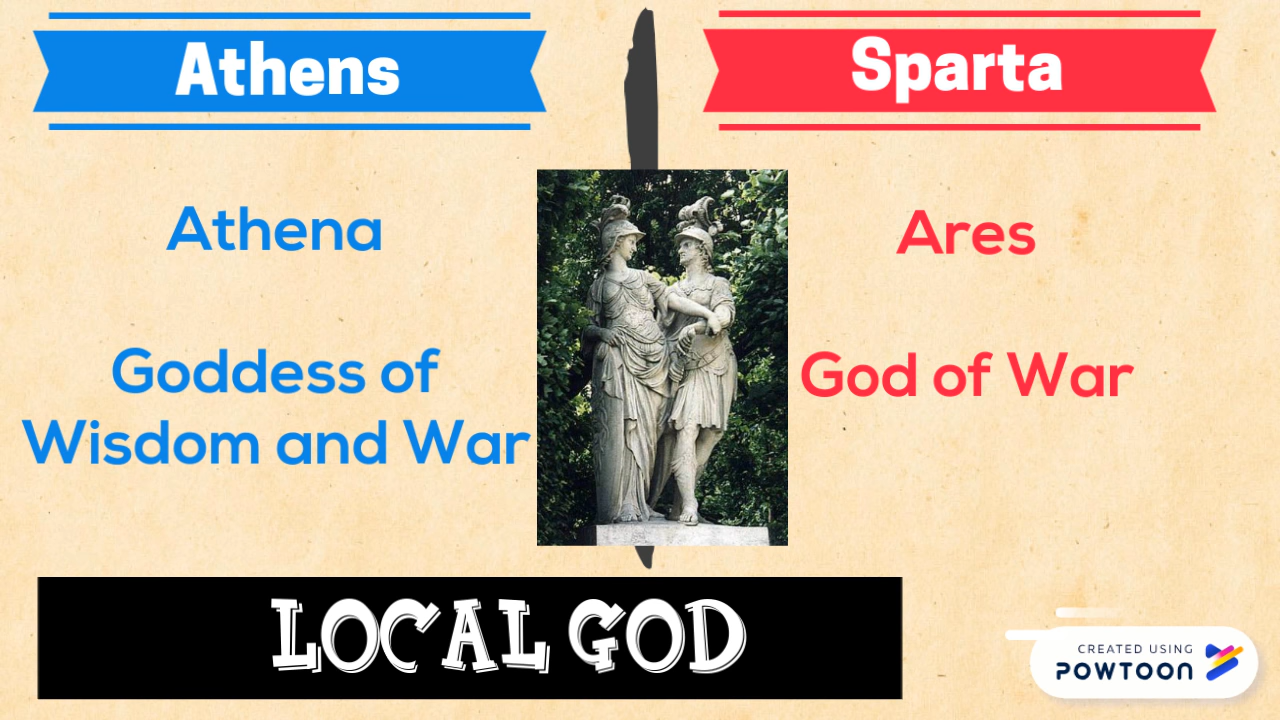 Athens
Sparta
Athena
Goddess of
Wisdom and War
Ares
God of War
LOCAL GOD
CREATED USING
POWTOON